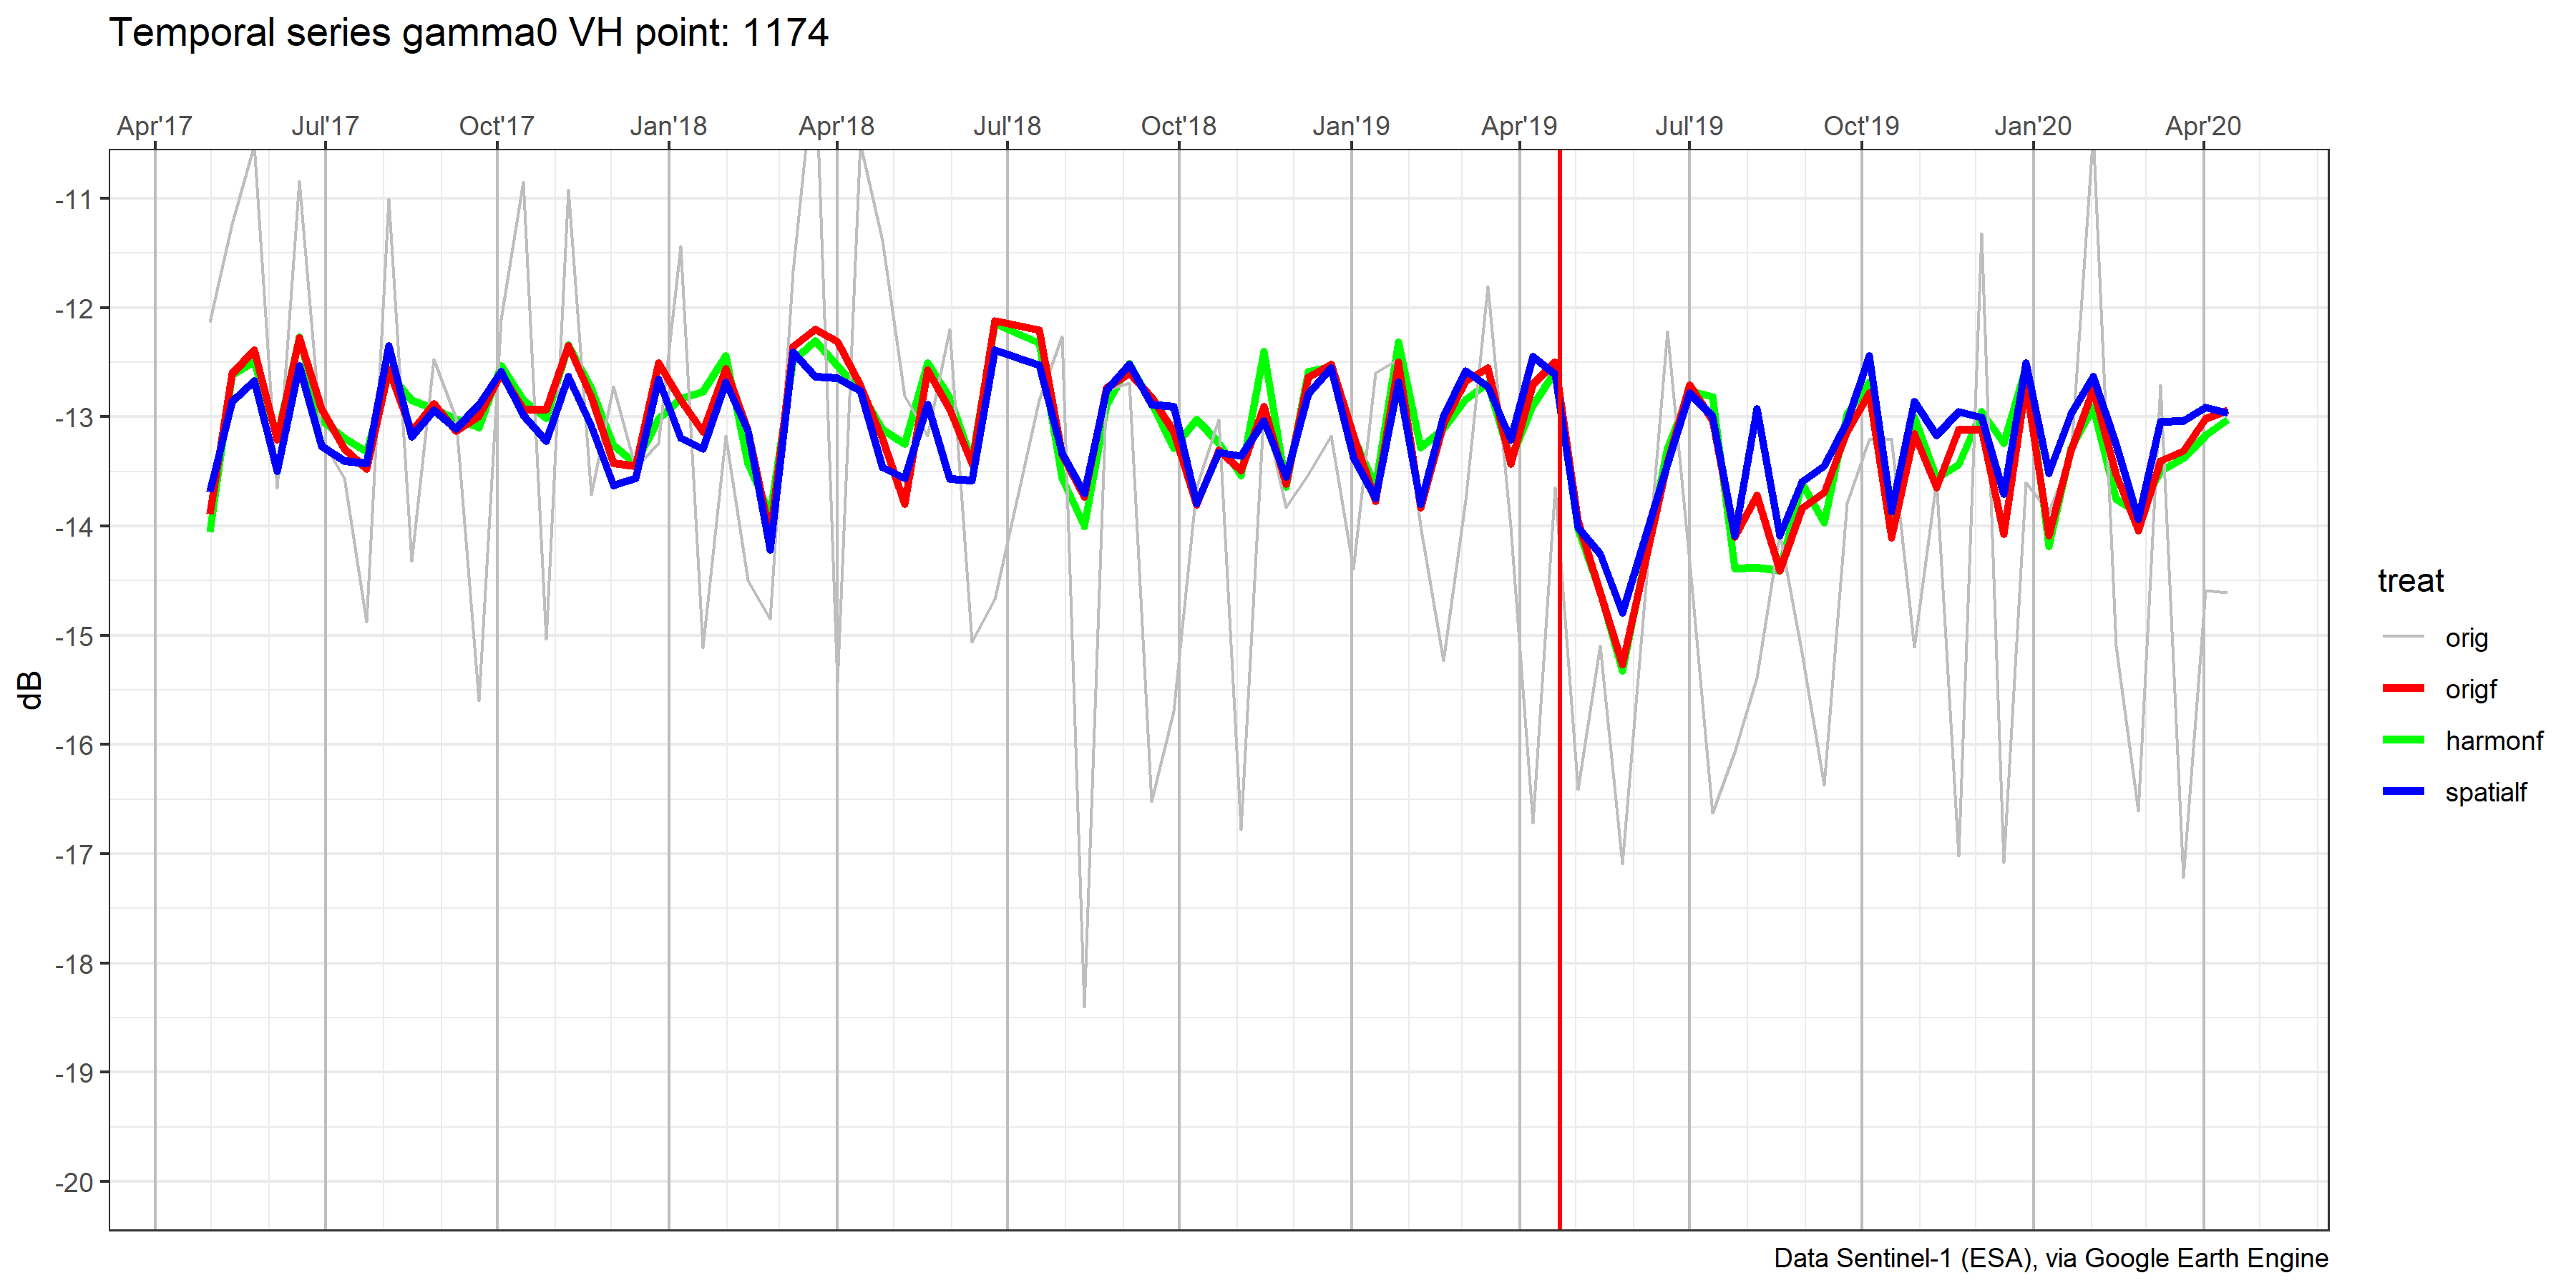 Temporal series gamma0 VH point: 1174
Apr'17 Jul'17 Oct'17 Jan'18 Apr'18 Jul'18 Oct'18 Jan'19 Apr'19 Jul'19 Oct'19 Jan'20 Apr'20
-11
-12
-13
-14
-15
-16
-17
-18
-19
-20
dB
treat
orig
origf
harmonf
spatialf
Data Sentinel-1 (ESA), via Google Earth Engine